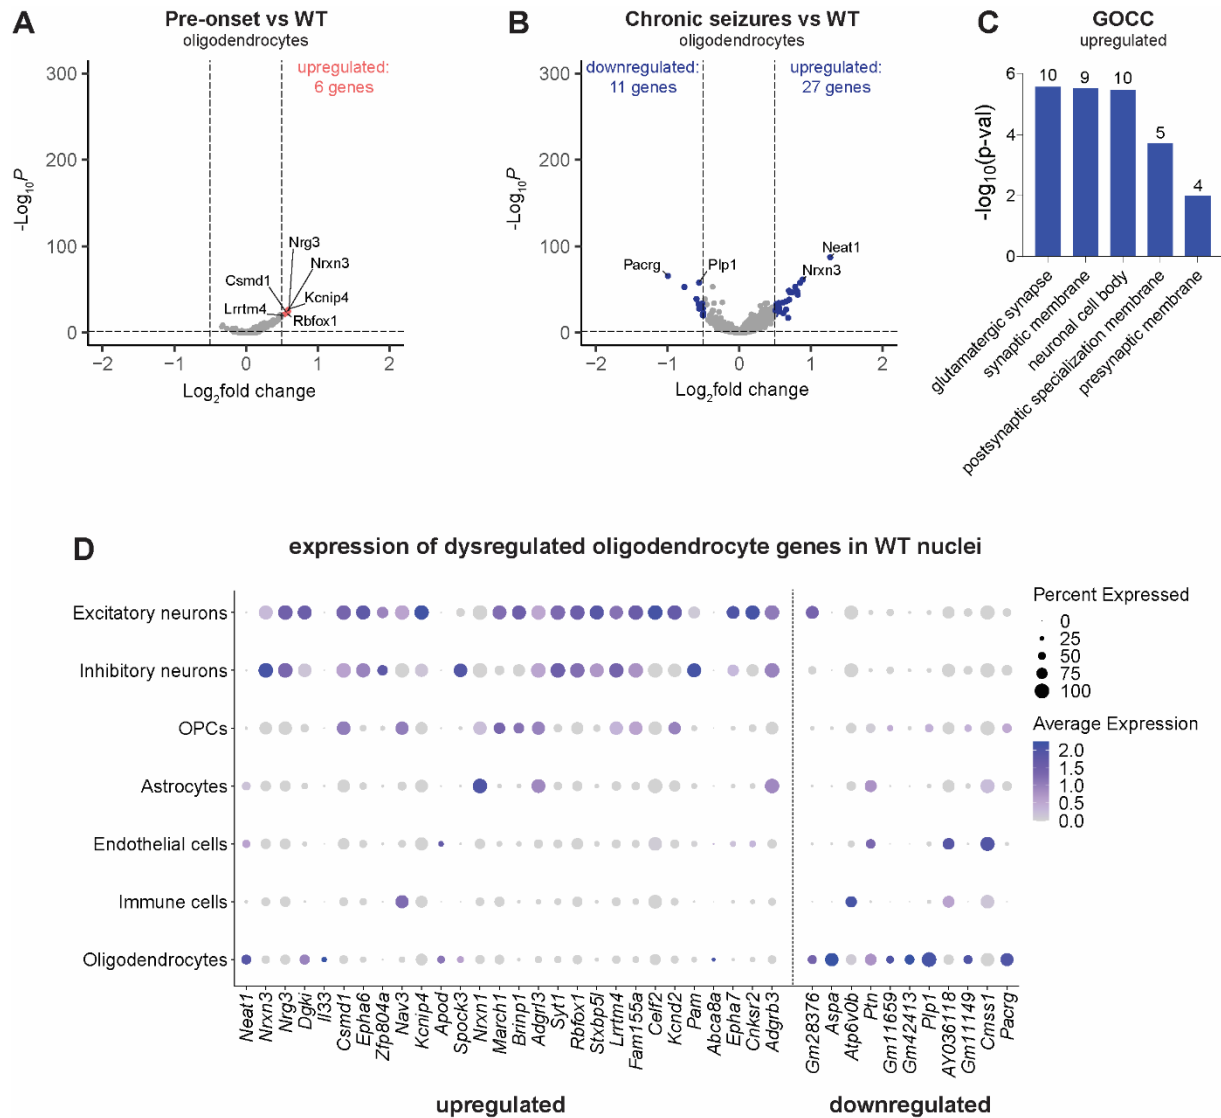 A
Pre-onset vs WT
oligodendrocytes
upregulated:
6 genes
300
200
100
0
-Log10P
Nrg3
Nrxn3
Csmd1
Kcnip4
Lrrtm4
Rbfox1
−2
−1
0
1
2
Log2fold change
B
Chronic seizures vs WT
oligodendrocytes
downregulated:
11 genes
upregulated:
27 genes
300
200
100
0
-Log10P
Pacrg
Plp1
Neat1
Nrxn3
−2
−1
0
1
2
Log2fold change
C
GOCC
upregulated
6
4
2
0
-log10(p-val)
10
9
10
5
4
glutamatergic synapse
synaptic membrane
neuronal cell body
postsynaptic specialization membrane
presynaptic membrane
D
expression of dysregulated oligodendrocyte genes in WT nuclei
Excitatory neurons
Inhibitory neurons
OPCs
Astrocytes
Endothelial cells
Immune cells
Oligodendrocytes
Neat1
Nrxn3
Nrg3
Dgki
Il33
Csmd1
Epha6
Zfp804a
Nav3
Kcnip4
Apod
Spock3
Nrxn1
March1
Brinp1
Adgrl3
Syt1
Rbfox1
Stxbp5l
Lrrtm4
Fam155a
Celf2
Kcnd2
Pam
Abca8a
Epha7
Cnksr2
Adgrb3
Gm28376
Aspa
Atp6v0b
Ptn
Gm11659
Gm42413
Plp1
AY036118
Gm11149
Cmss1
Pacrg
upregulated
downregulated
Percent Expressed
0
25
50
75
100
Average Expression
2.0
1.5
1.0
0.5
0.0